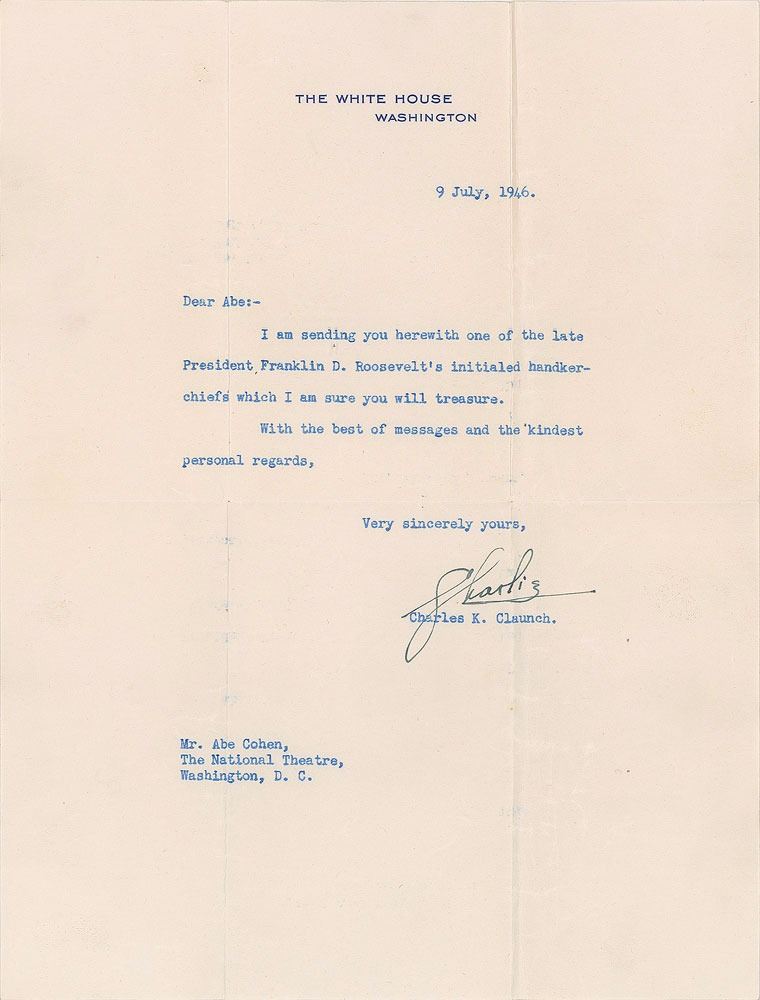 THE WHITE HOUSE
WASHINGTON
9 July, 1946.
Dear Abe:-
I am sending you herewith one of the late
President Franklin D. Roosevelt's initialed handker-
chiefs which I am sure you will treasure.
With the best of messages and the kindest
personal regards,
Very sincerely yours,
Charlie
Charles K. Claunch.
Mr. Abe Cohen,
The National Theatre,
Washington, D. C.